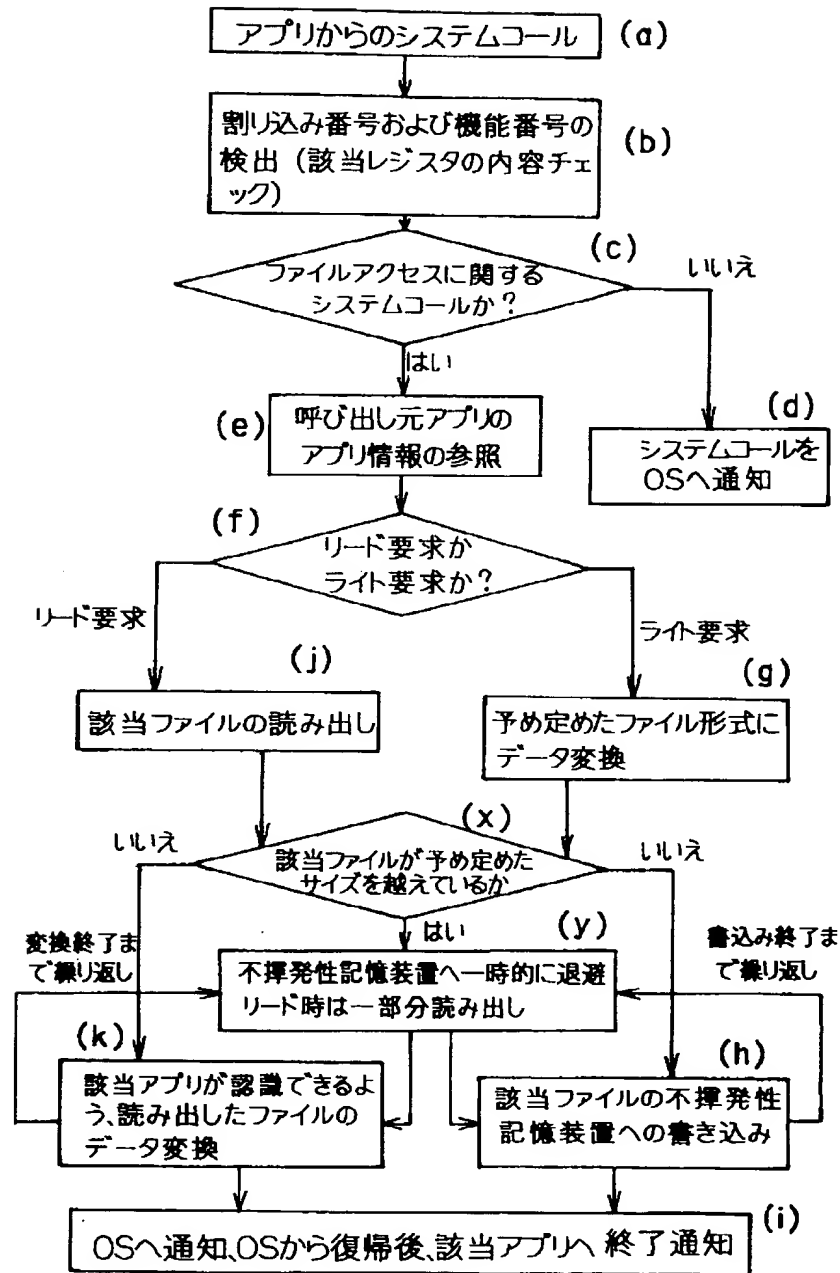 アプリからのシステムコール
(a)
割り込み番号および機能番号の
検出（該当レジスタの内容チェ
ック）
(b)
(c)
ファイルアクセスに関する
システムコールか？
いいえ
はい
(d)
システムコールを
OSへ通知
(e)
呼び出し元アプリの
アプリ情報の参照
(f)
リード要求か
ライト要求か？
リード要求
ライト要求
(j)
該当ファイルの読み出し
(g)
予め定めたファイル形式に
データ変換
(x)
いいえ
該当ファイルが予め定めた
サイズを越えているか
いいえ
はい
(y)
変換終了ま
で繰り返し
不揮発性記憶装置へ一時的に退避
リード時は一部分読み出し
書込み終了ま
で繰り返し
(k)
該当アプリが認識できるよ
う、読み出したファイルの
データ変換
(h)
該当ファイルの不揮発性
記憶装置への書き込み
(i)
OSへ通知、OSから復帰後、該当アプリへ終了通知